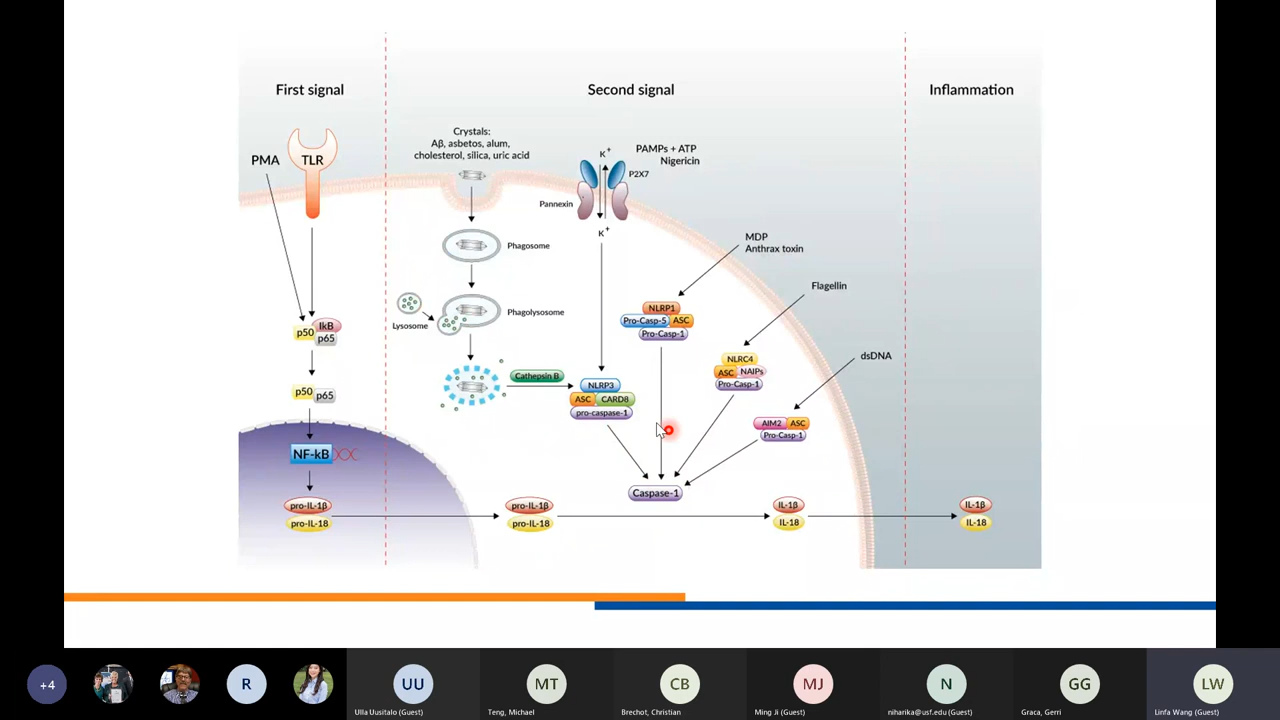 First signal
Second signal
Inflammation
PMA
TLR
Crystals:
Aβ, asbetos, alum,
cholesterol, silica, uric acid
K+
PAMPs + ATP
Nigericin
P2X7
Pannexin
K+
Phagosome
MDP
Anthrax toxin
Flagellin
Lysosome
Phagolysosome
NLRP1
Pro-Casp-5 ASC
Pro-Casp-1
IkB
p50
p65
dsDNA
NLRC4
ASC NAIPs
Pro-Casp-1
Cathepsin B
NLRP3
ASC CARD8
pro-caspase-1
p50 p65
AIM2 ASC
Pro-Casp-1
NF-kB
Caspase-1
pro-IL-1β
pro-IL-18
pro-IL-1β
pro-IL-18
IL-1β
IL-18
IL-1β
IL-18
+4
R
UU
MT
CB
MJ
N
GG
LW
Ulla Uusitalo (Guest)
Teng, Michael
Brechot, Christian
Ming Ji (Guest)
niharika@usf.edu (Guest)
Graca, Gerri
Linfa Wang (Guest)